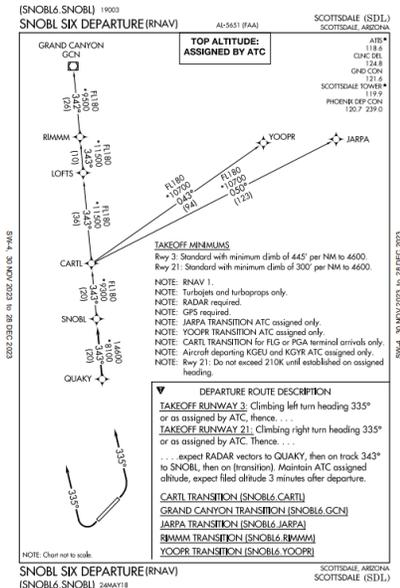 (SNOBL6.SNOBL) 19003
SNOBL SIX DEPARTURE (RNAV)
AL-5651 (FAA)
SCOTTSDALE (SDL)
SCOTTSDALE, ARIZONA
TOP ALTITUDE:
ASSIGNED BY ATC
ATIS*
118.6
CLNC DEL
124.8
GND CON
121.6
SCOTTSDALE TOWER*
119.9
PHOENIX DEP CON
120.7 239.0
GRAND CANYON
GCN
FL180
*9500
342°
(26)
RIMMM
FL180
*11500
343°
(10)
LOFTS
FL180
*11500
343°
(36)
CARTL
FL180
*9300
343°
(20)
SNOBL
14600
*8100
343°
(20)
QUAKY
YOOPR
FL180
*10700
043°
(94)
JARPA
FL180
*10700
050°
(123)
TAKEOFF MINIMUMS
Rwy 3: Standard with minimum climb of 445' per NM to 4600.
Rwy 21: Standard with minimum climb of 300' per NM to 4600.
NOTE: RNAV 1.
NOTE: Turbojets and turboprops only.
NOTE: RADAR required.
NOTE: GPS required.
NOTE: JARPA TRANSITION ATC assigned only.
NOTE: YOOPR TRANSITION ATC assigned only.
NOTE: CARTL TRANSITION for FLG or PGA terminal arrivals only.
NOTE: Aircraft departing KGEU and KGYR ATC assigned only.
NOTE: Rwy 21: Do not exceed 210K until established on assigned
heading.
DEPARTURE ROUTE DESCRIPTION
TAKEOFF RUNWAY 3: Climbing left turn heading 335°
or as assigned by ATC, thence. . . .
TAKEOFF RUNWAY 21: Climbing right turn heading 335°
or as assigned by ATC. Thence. . . .
. . . .expect RADAR vectors to QUAKY, then on track 343°
to SNOBL, then on (transition). Maintain ATC assigned
altitude, expect filed altitude 3 minutes after departure.
CARTL TRANSITION (SNOBL6.CARTL)
GRAND CANYON TRANSITION (SNOBL6.GCN)
JARPA TRANSITION (SNOBL6.JARPA)
RIMMM TRANSITION (SNOBL6.RIMMM)
YOOPR TRANSITION (SNOBL6.YOOPR)
335°
335°
NOTE: Chart not to scale.
SW-4, 30 NOV 2023 to 28 DEC 2023
SW-4, 30 NOV 2023 to 28 DEC 2023
SNOBL SIX DEPARTURE (RNAV)
(SNOBL6.SNOBL) 24MAY18
SCOTTSDALE, ARIZONA
SCOTTSDALE (SDL)